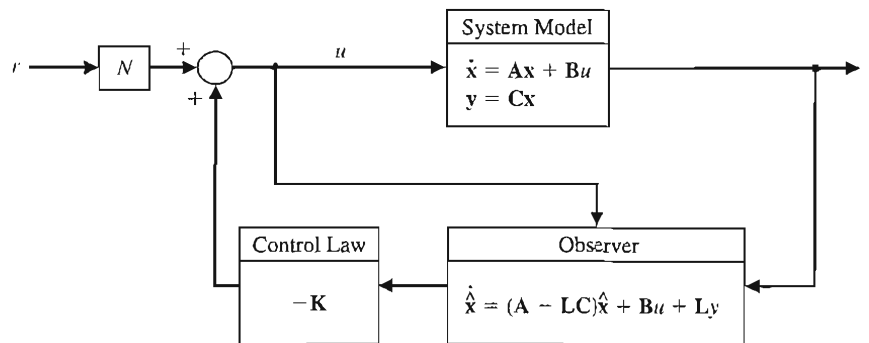 System Model
r
N
+
u
ẋ = Ax + Bu
y = Cx
+
Control Law
−K
Observer
x̂̇ = (A − LC)x̂ + Bu + Ly